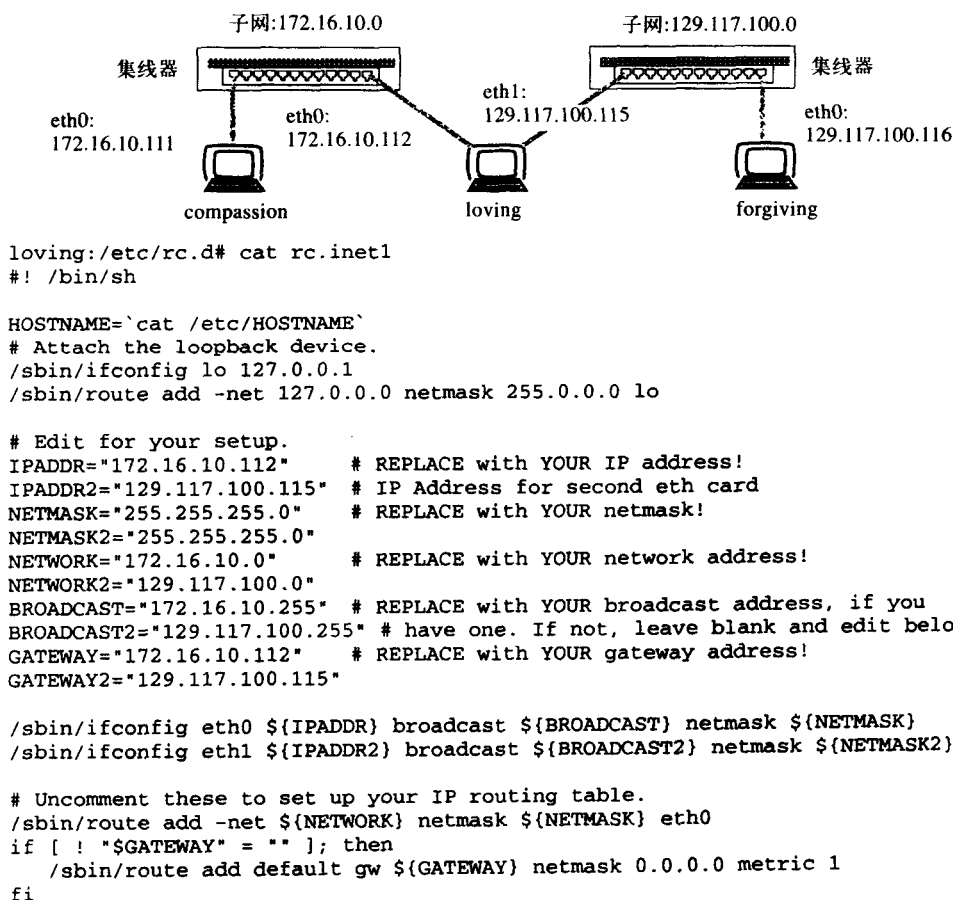 子网:172.16.10.0
子网:129.117.100.0
集线器
集线器
eth1:
129.117.100.115
eth0:
172.16.10.111
eth0:
172.16.10.112
eth0:
129.117.100.116
compassion
loving
forgiving
loving:/etc/rc.d# cat rc.inet1
#! /bin/sh
HOSTNAME=`cat /etc/HOSTNAME`
# Attach the loopback device.
/sbin/ifconfig lo 127.0.0.1
/sbin/route add -net 127.0.0.0 netmask 255.0.0.0 lo
# Edit for your setup.
IPADDR="172.16.10.112" # REPLACE with YOUR IP address!
IPADDR2="129.117.100.115" # IP Address for second eth card
NETMASK="255.255.255.0" # REPLACE with YOUR netmask!
NETMASK2="255.255.255.0"
NETWORK="172.16.10.0" # REPLACE with YOUR network address!
NETWORK2="129.117.100.0"
BROADCAST="172.16.10.255" # REPLACE with YOUR broadcast address, if you
BROADCAST2="129.117.100.255" # have one. If not, leave blank and edit belo
GATEWAY="172.16.10.112" # REPLACE with YOUR gateway address!
GATEWAY2="129.117.100.115"
/sbin/ifconfig eth0 ${IPADDR} broadcast ${BROADCAST} netmask ${NETMASK}
/sbin/ifconfig eth1 ${IPADDR2} broadcast ${BROADCAST2} netmask ${NETMASK2}
# Uncomment these to set up your IP routing table.
/sbin/route add -net ${NETWORK} netmask ${NETMASK} eth0
if [ ! "$GATEWAY" = "" ]; then
/sbin/route add default gw ${GATEWAY} netmask 0.0.0.0 metric 1
fi